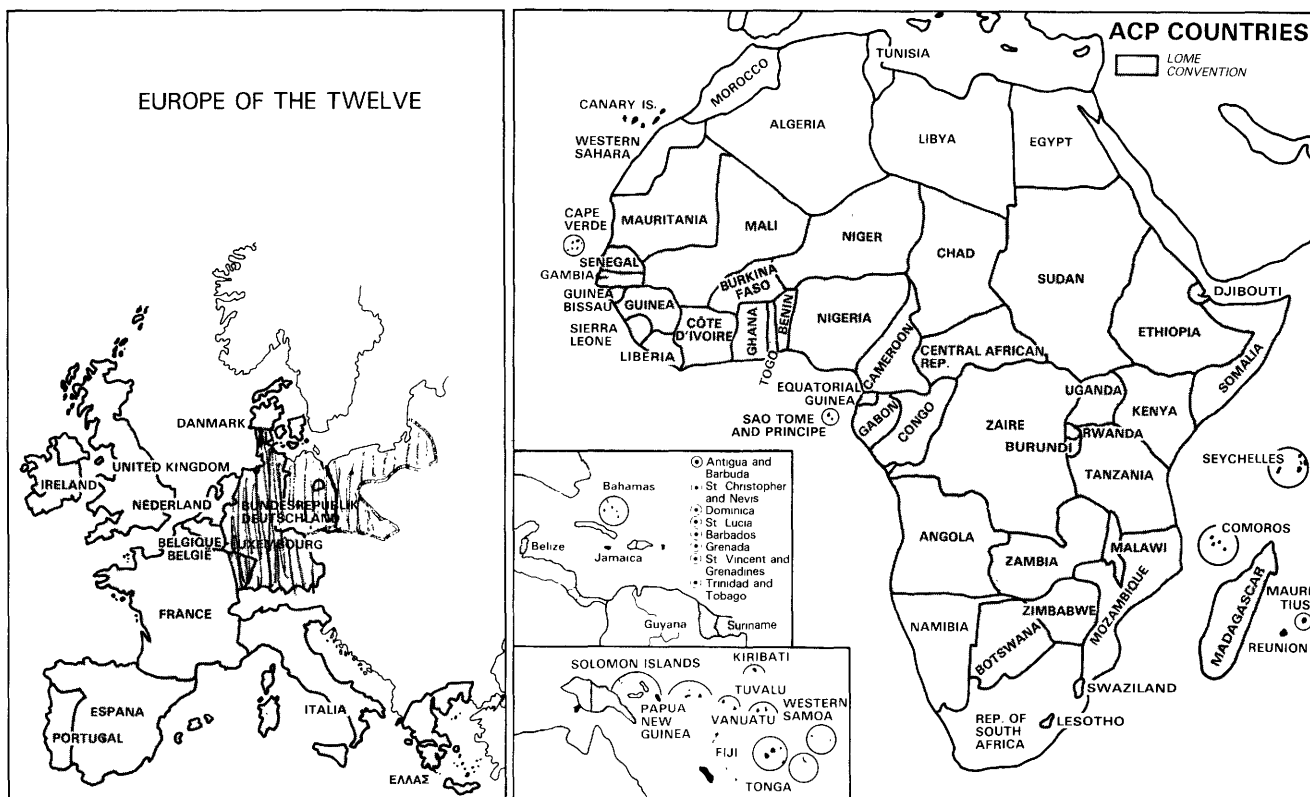 EUROPE OF THE TWELVE
DANMARK
UNITED KINGDOM
IRELAND
NEDERLAND
BUNDESREPUBLIK
DEUTSCHLAND
BELGIQUE
BELGIË
LUXEMBOURG
FRANCE
ESPANA
PORTUGAL
ITALIA
ΕΛΛΑΣ
ACP COUNTRIES
LOME
CONVENTION
TUNISIA
MOROCCO
CANARY IS.
ALGERIA
LIBYA
EGYPT
WESTERN
SAHARA
CAPE
VERDE
MAURITANIA
MALI
NIGER
CHAD
SUDAN
SENEGAL
GAMBIA
GUINEA
BISSAU
GUINEA
BURKINA
FASO
DJIBOUTI
SIERRA
LEONE
CÔTE
D'IVOIRE
GHANA
TOGO
BENIN
NIGERIA
ETHIOPIA
LIBERIA
CAMEROON
CENTRAL AFRICAN
REP.
SOMALIA
EQUATORIAL
GUINEA
UGANDA
KENYA
SAO TOME
AND PRINCIPE
GABON
CONGO
ZAIRE
RWANDA
BURUNDI
TANZANIA
SEYCHELLES
ANGOLA
ZAMBIA
MALAWI
COMOROS
MOZAMBIQUE
ZIMBABWE
MADAGASCAR
MAURI
TIUS
REUNION
NAMIBIA
BOTSWANA
SWAZILAND
REP. OF
SOUTH
AFRICA
LESOTHO
Bahamas
Belize
Jamaica
Guyana
Suriname
Antigua and
Barbuda
St Christopher
and Nevis
Dominica
St Lucia
Barbados
Grenada
St Vincent and
Grenadines
Trinidad and
Tobago
SOLOMON ISLANDS
KIRIBATI
TUVALU
PAPUA
NEW
GUINEA
VANUATU
WESTERN
SAMOA
FIJI
TONGA